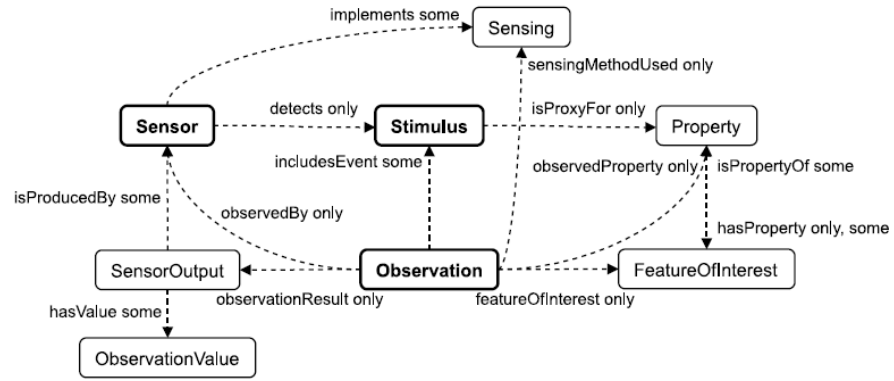 implements some
Sensing
sensingMethodUsed only
Sensor
detects only
Stimulus
isProxyFor only
Property
includesEvent some
observedProperty only
isPropertyOf some
isProducedBy some
observedBy only
hasProperty only, some
SensorOutput
Observation
FeatureOfInterest
observationResult only
featureOfInterest only
hasValue some
ObservationValue